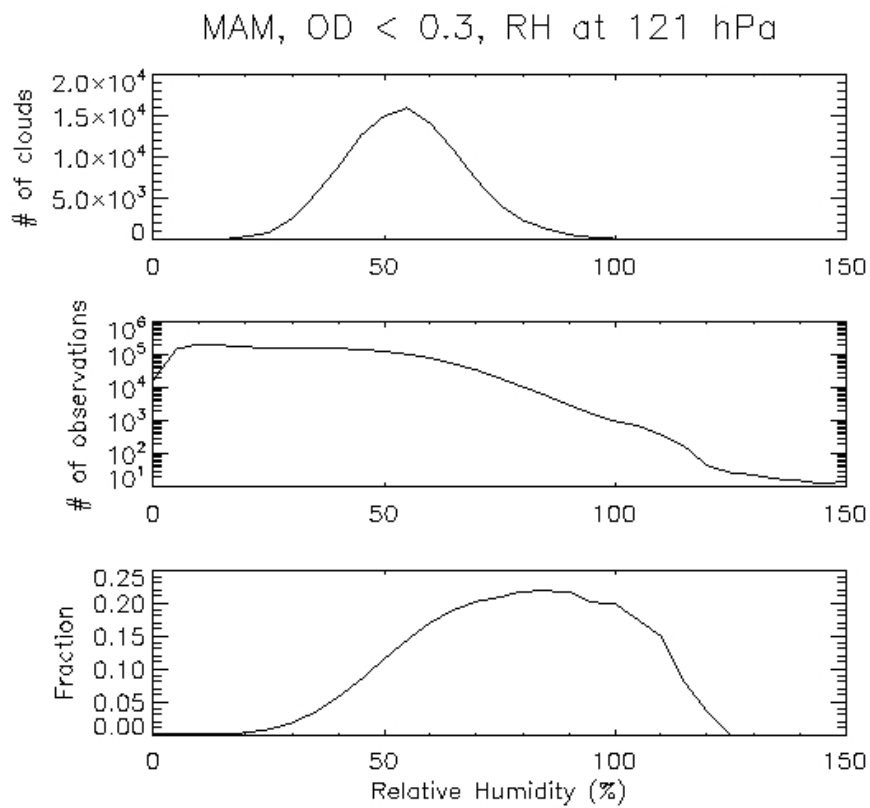 MAM, OD < 0.3, RH at 121 hPa
# of clouds
2.0×10⁴
1.5×10⁴
1.0×10⁴
5.0×10³
0
0 50 100 150
# of observations
10⁶
10⁵
10⁴
10³
10²
10¹
0 50 100 150
Fraction
0.25
0.20
0.15
0.10
0.05
0.00
0 50 100 150
Relative Humidity (%)